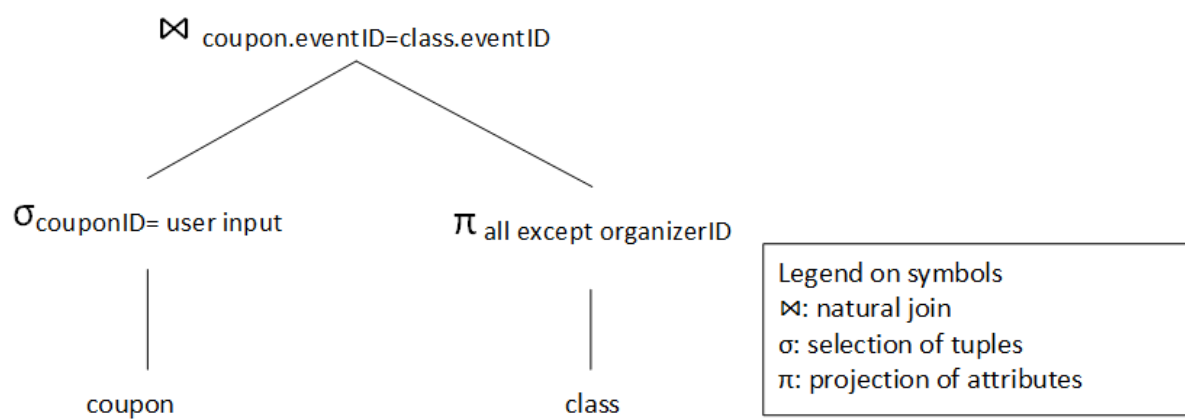 ⋈ coupon.eventID=class.eventID
σcouponID= user input
π all except organizerID
coupon
class
Legend on symbols
⋈: natural join
σ: selection of tuples
π: projection of attributes